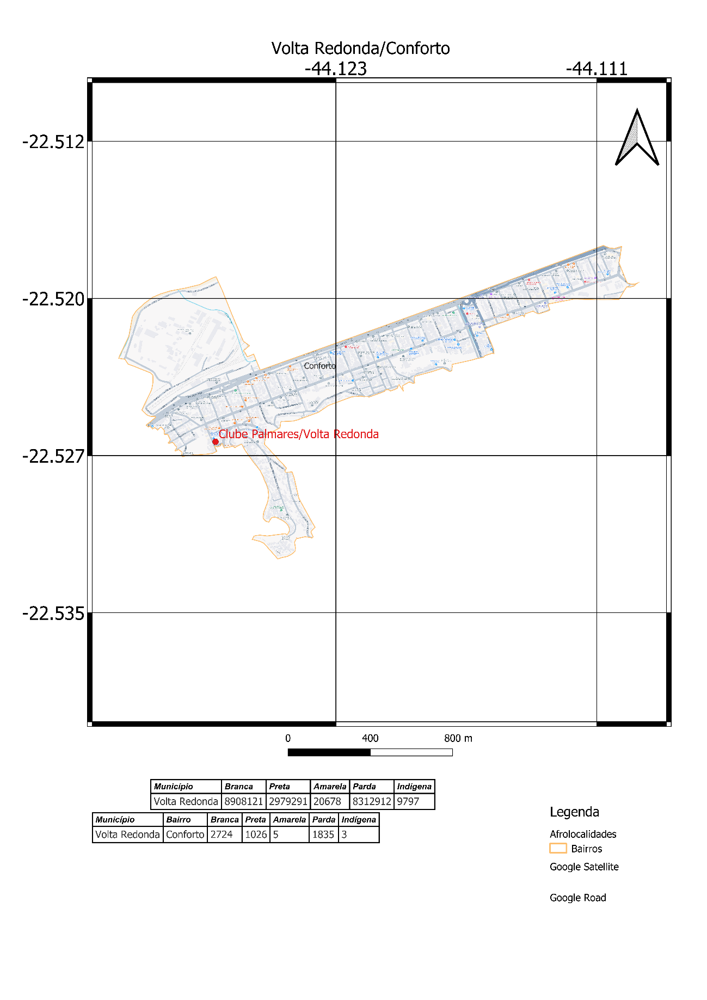 Volta Redonda/Conforto
-44.123 -44.111
-22.512
-22.520
Conforto
Clube Palmares/Volta Redonda
-22.527
-22.535
0 400 800 m
Município Branca Preta Amarela Parda Indígena
Volta Redonda 8908121 2979291 20678 8312912 9797
Município Bairro Branca Preta Amarela Parda Indígena
Volta Redonda Conforto 2724 1026 5 1835 3
Legenda
Afrolocalidades
Bairros
Google Satellite
Google Road